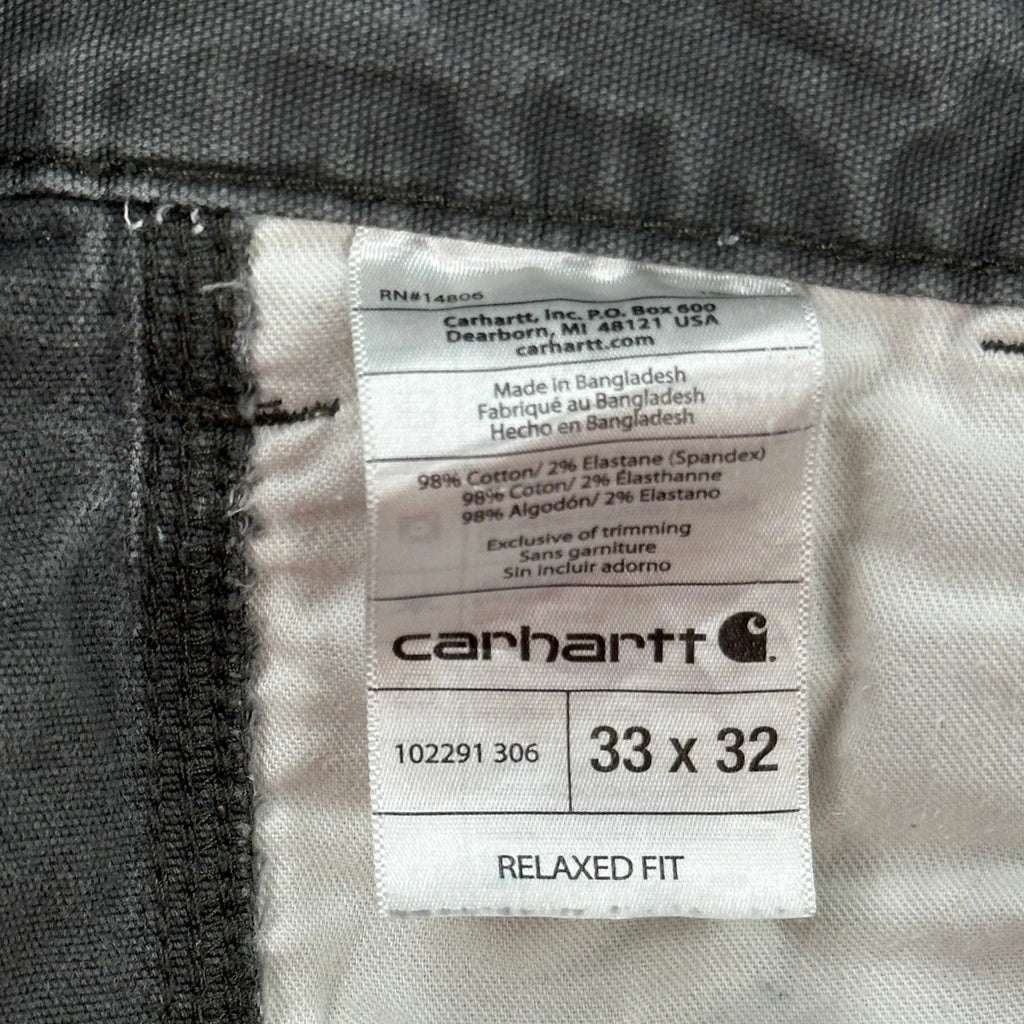 RN#14806
Carhartt, Inc. P.O. Box 600
Dearborn, MI 48121 USA
carhartt.com
Made in Bangladesh
Fabriqué au Bangladesh
Hecho en Bangladesh
98% Cotton/ 2% Elastane (Spandex)
98% Coton/ 2% Élasthanne
98% Algodón/ 2% Elastano
Exclusive of trimming
Sans garniture
Sin incluir adorno
carhartt
102291 306
33 x 32
RELAXED FIT